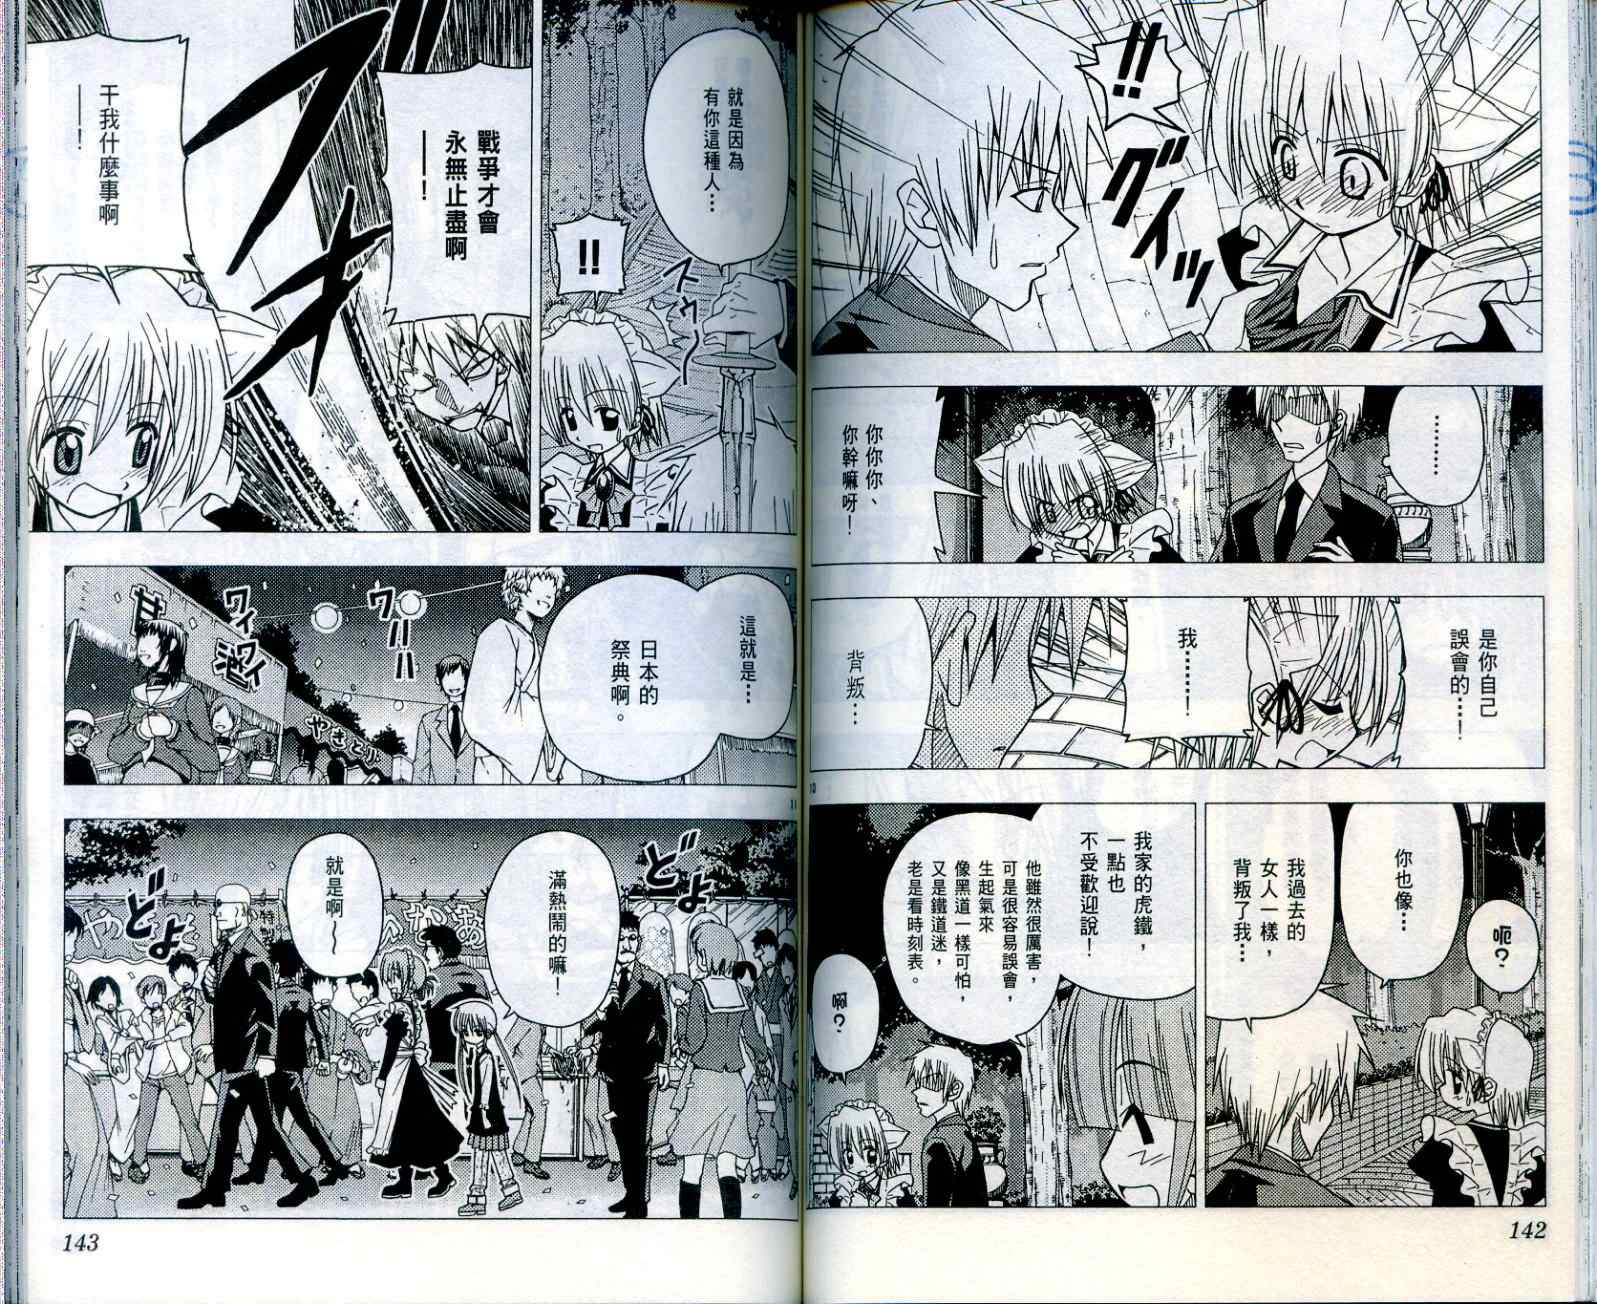 !!
グイッ
………
你你你、
你幹嘛呀！
是你自己
誤會的…！
我………！
背叛…
呃？
你也像…
我過去的
女人一樣，
背叛了我…
我家的虎鐵，
一點也
不受歡迎說！
他雖然很厲害，
可是很容易誤會，
生起氣來
像黑道一樣可怕，
又是鐵道迷，
老是看時刻表。
啊？
10
142
就是因為
有你這種人…
スゥ…
!!
戰爭才會
永無止盡啊
——！
干我什麼事啊
——！
這就是…
日本的
祭典啊。
ワー
ワイ
ワイ
やきとり
滿熱鬧的嘛！
就是啊～
どよ
どよ
特製
143